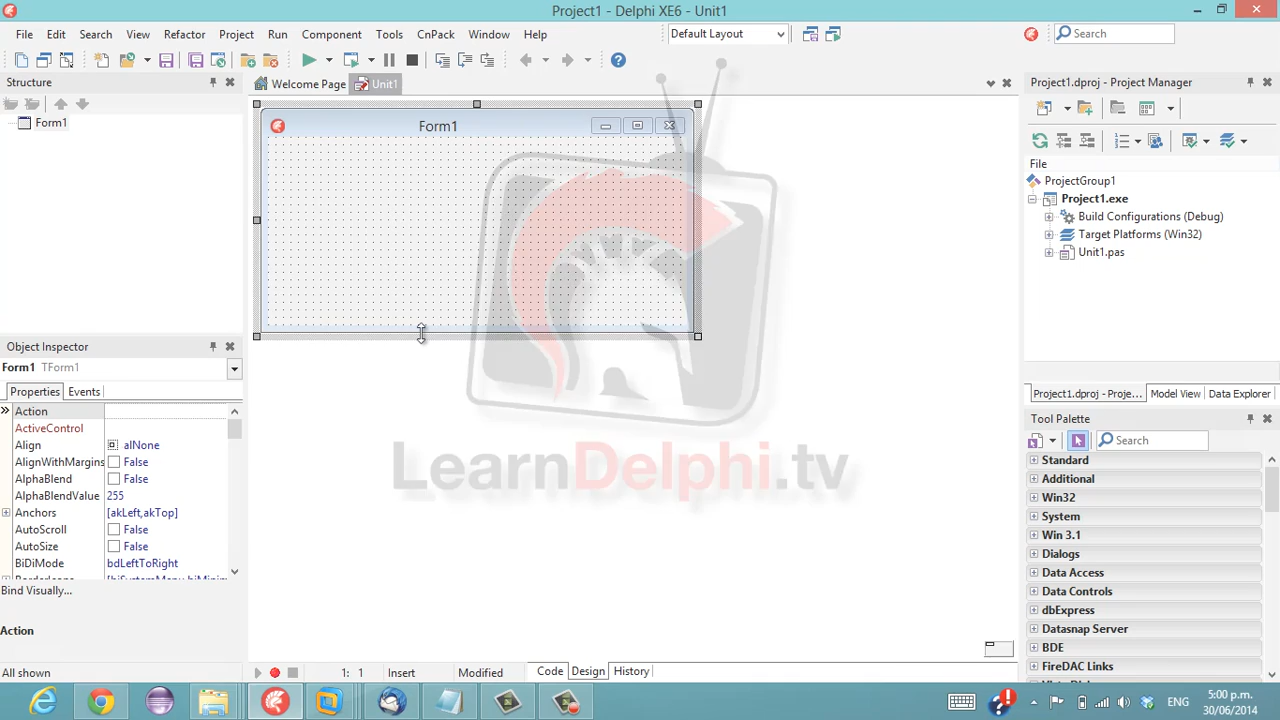 Project1 - Delphi XE6 - Unit1
File Edit Search View Refactor Project Run Component Tools CnPack Window Help
Default Layout
Search
Structure
Welcome Page
Unit1
Project1.dproj - Project Manager
Form1
Form1
File
ProjectGroup1
Project1.exe
Build Configurations (Debug)
Target Platforms (Win32)
Unit1.pas
Object Inspector
Form1 TForm1
Properties Events
Action
ActiveControl
Align alNone
AlignWithMargins False
AlphaBlend False
AlphaBlendValue 255
Anchors [akLeft,akTop]
AutoScroll False
AutoSize False
BiDiMode bdLeftToRight
Bind Visually...
Action
All shown
LearnDelphi.tv
Project1.dproj - Proje... Model View Data Explorer
Tool Palette
Search
Standard
Additional
Win32
System
Win 3.1
Dialogs
Data Access
Data Controls
dbExpress
Datasnap Server
BDE
FireDAC Links
1: 1 Insert Modified Code Design History
ENG
5:00 p.m.
30/06/2014